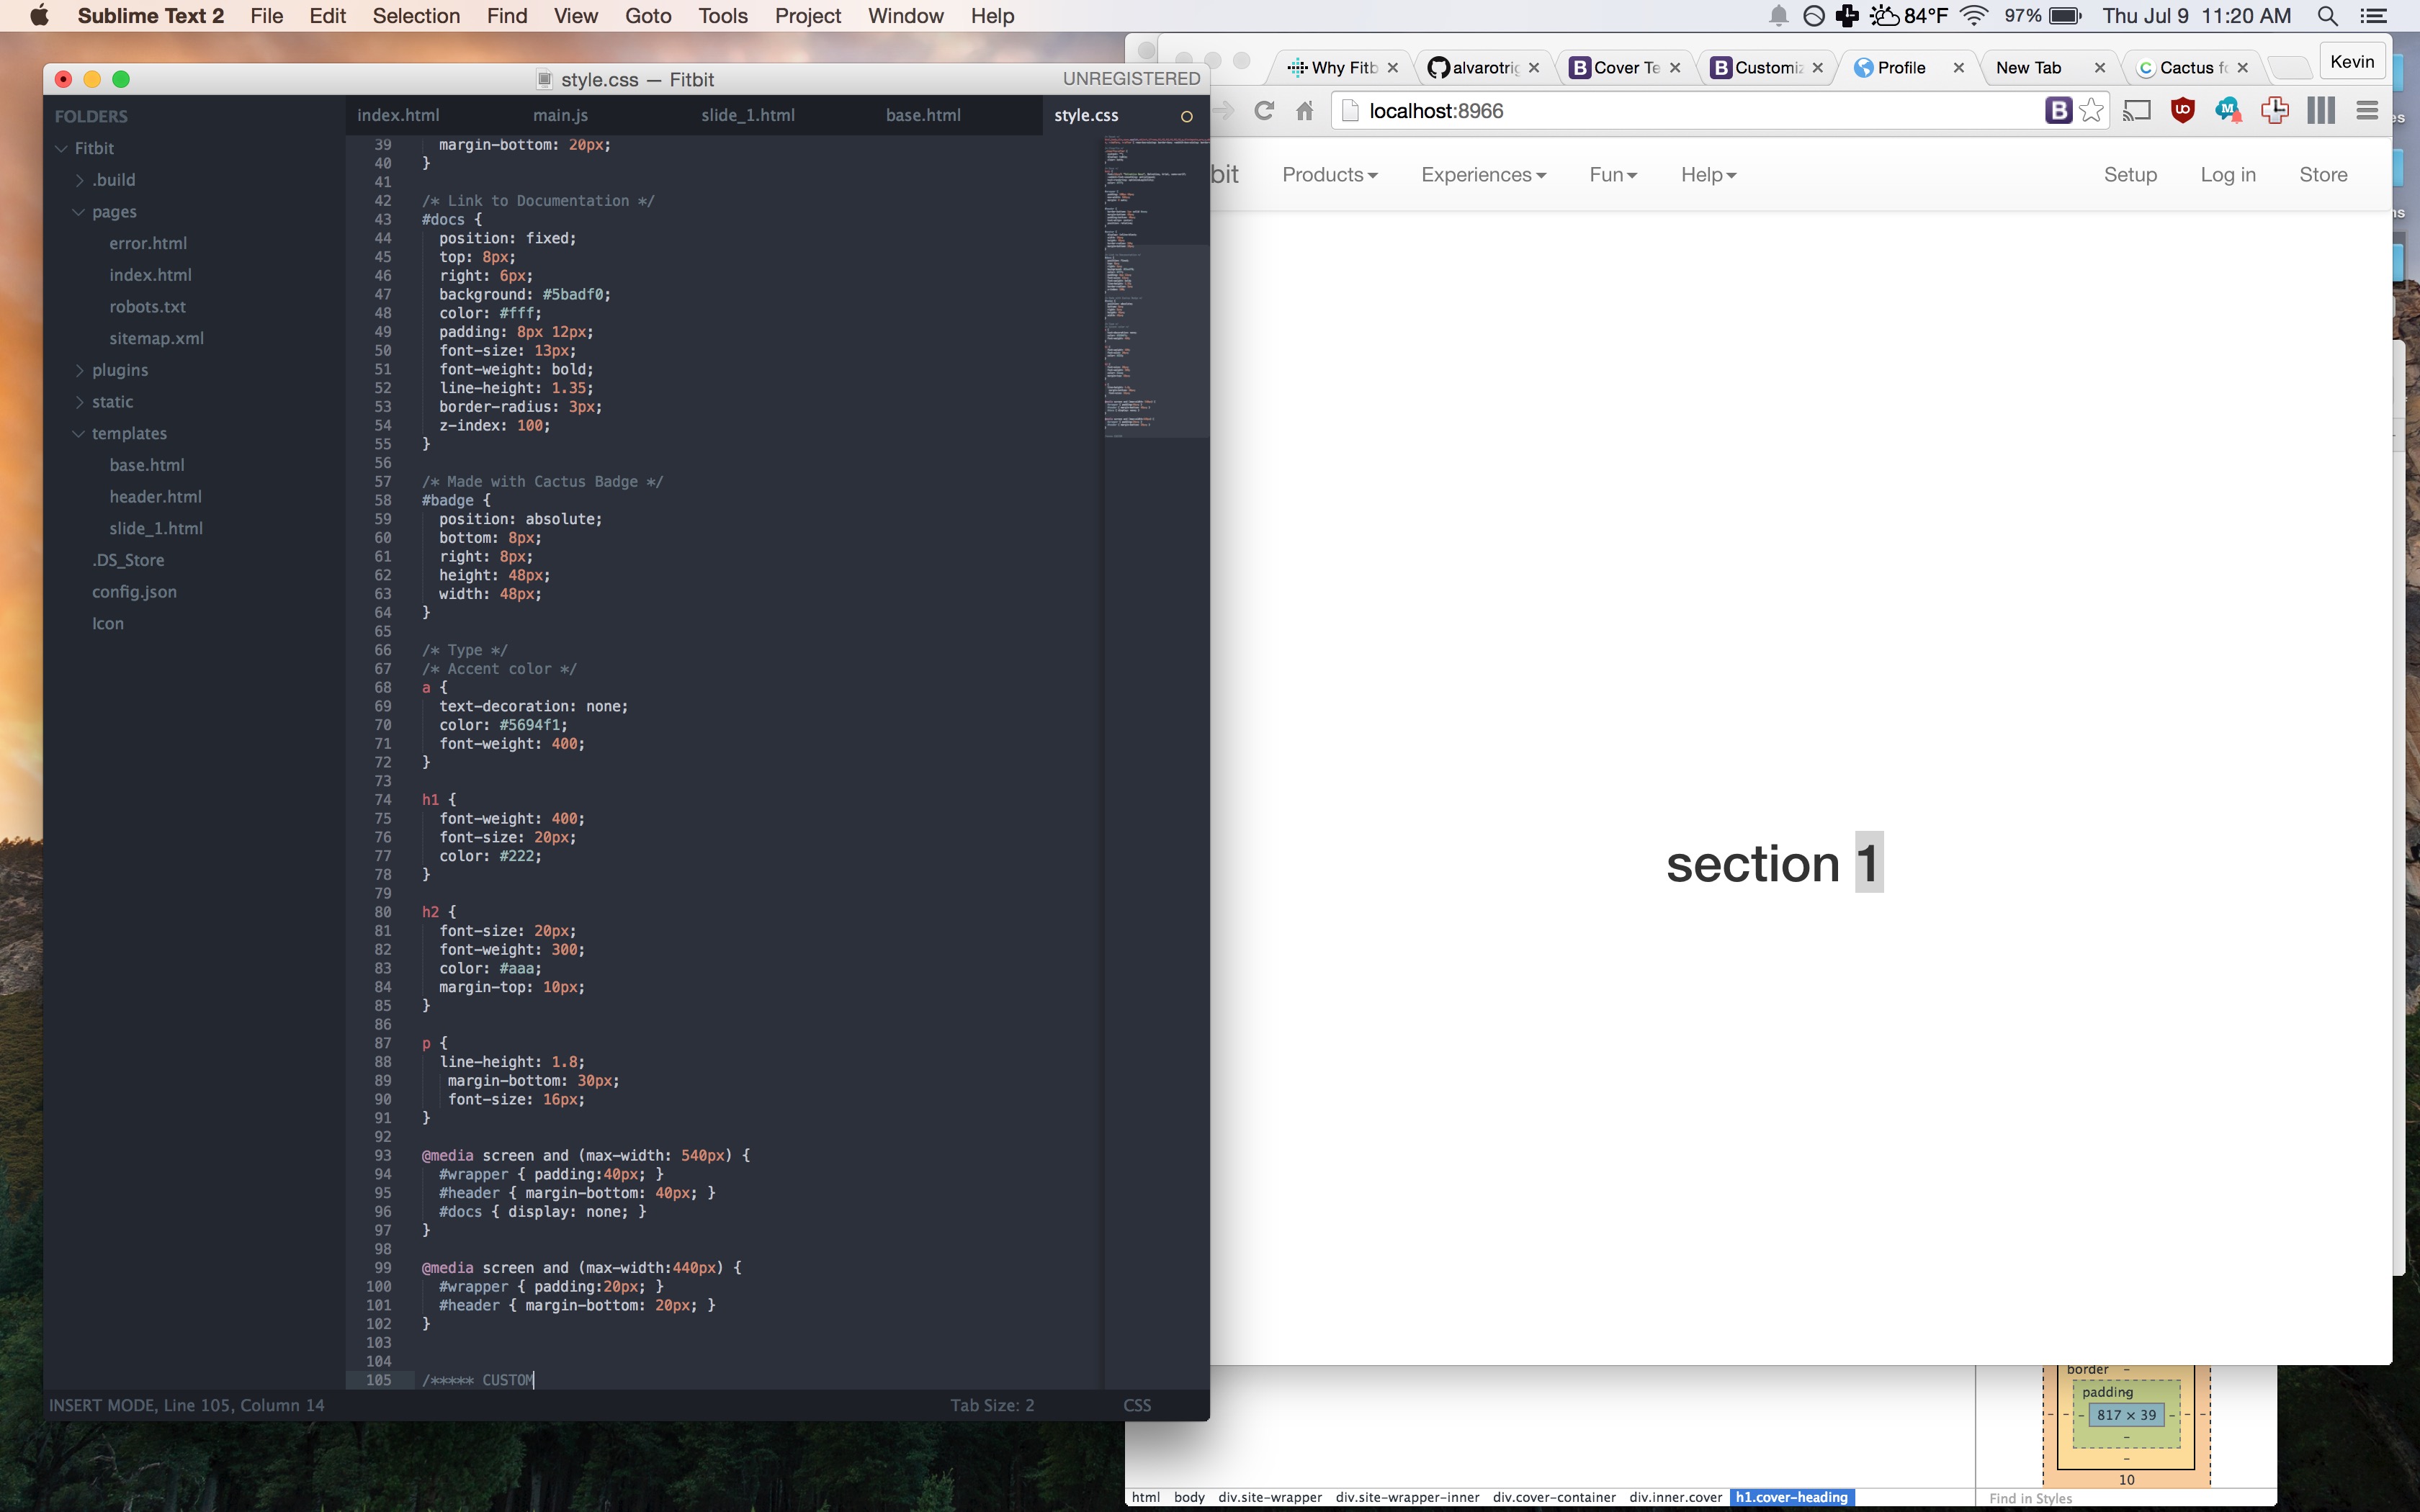 Sublime Text 2 File Edit Selection Find View Goto Tools Project Window Help
84°F 97% Thu Jul 9 11:20 AM
style.css — Fitbit UNREGISTERED
FOLDERS
Fitbit
.build
pages
error.html
index.html
robots.txt
sitemap.xml
plugins
static
templates
base.html
header.html
slide_1.html
.DS_Store
config.json
Icon
index.html main.js slide_1.html base.html style.css
39 margin-bottom: 20px;
40 }
41
42 /* Link to Documentation */
43 #docs {
44 position: fixed;
45 top: 8px;
46 right: 6px;
47 background: #5badf0;
48 color: #fff;
49 padding: 8px 12px;
50 font-size: 13px;
51 font-weight: bold;
52 line-height: 1.35;
53 border-radius: 3px;
54 z-index: 100;
55 }
56
57 /* Made with Cactus Badge */
58 #badge {
59 position: absolute;
60 bottom: 8px;
61 right: 8px;
62 height: 48px;
63 width: 48px;
64 }
65
66 /* Type */
67 /* Accent color */
68 a {
69 text-decoration: none;
70 color: #5694f1;
71 font-weight: 400;
72 }
73
74 h1 {
75 font-weight: 400;
76 font-size: 20px;
77 color: #222;
78 }
79
80 h2 {
81 font-size: 20px;
82 font-weight: 300;
83 color: #aaa;
84 margin-top: 10px;
85 }
86
87 p {
88 line-height: 1.8;
89 margin-bottom: 30px;
90 font-size: 16px;
91 }
92
93 @media screen and (max-width: 540px) {
94 #wrapper { padding:40px; }
95 #header { margin-bottom: 40px; }
96 #docs { display: none; }
97 }
98
99 @media screen and (max-width:440px) {
100 #wrapper { padding:20px; }
101 #header { margin-bottom: 20px; }
102 }
103
104
105 /***** CUSTOM
INSERT MODE, Line 105, Column 14 Tab Size: 2 CSS
Why Fitb alvarotrig Cover Te Customiz Profile New Tab Cactus fo Kevin
localhost:8966
bit Products Experiences Fun Help Setup Log in Store
section 1
border -
padding
- - - 817 × 39 - - -
-
-
10
html body div.site-wrapper div.site-wrapper-inner div.cover-container div.inner.cover h1.cover-heading Find in Styles